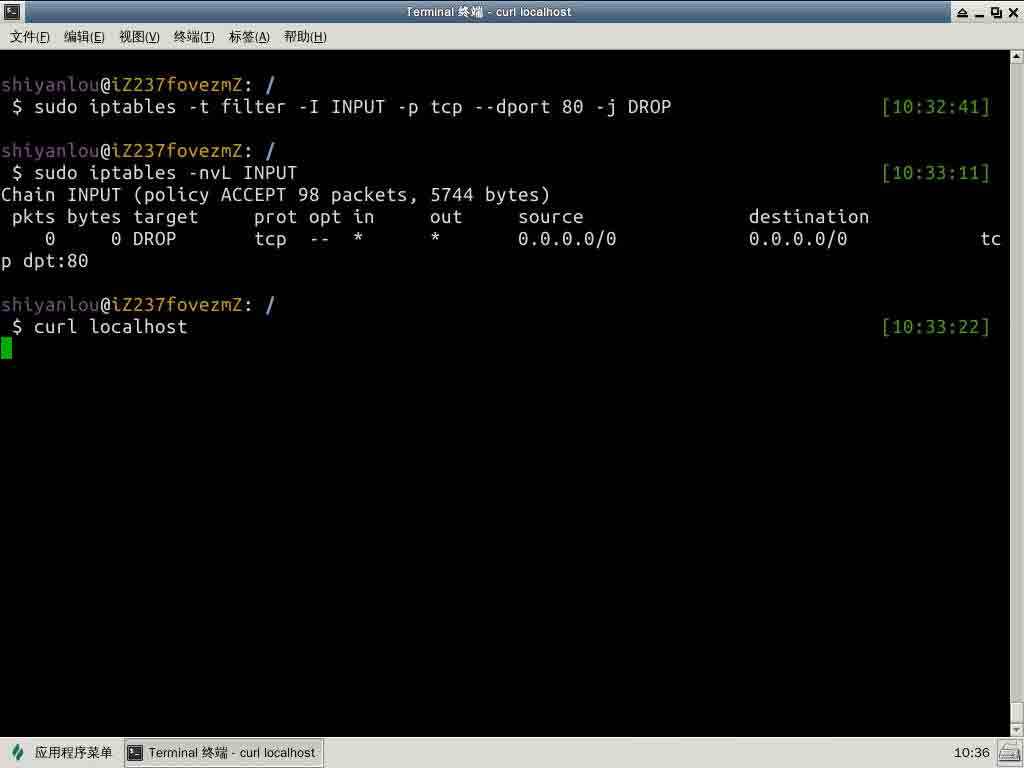 Terminal 终端 - curl localhost
文件(F) 编辑(E) 视图(V) 终端(T) 标签(A) 帮助(H)
shiyanlou@iZ237fovezmZ: /
$ sudo iptables -t filter -I INPUT -p tcp --dport 80 -j DROP [10:32:41]
shiyanlou@iZ237fovezmZ: /
$ sudo iptables -nvL INPUT [10:33:11]
Chain INPUT (policy ACCEPT 98 packets, 5744 bytes)
pkts bytes target prot opt in out source destination
0 0 DROP tcp -- * * 0.0.0.0/0 0.0.0.0/0 tc
p dpt:80
shiyanlou@iZ237fovezmZ: /
$ curl localhost [10:33:22]
应用程序菜单 Terminal 终端 - curl localhost 10:36